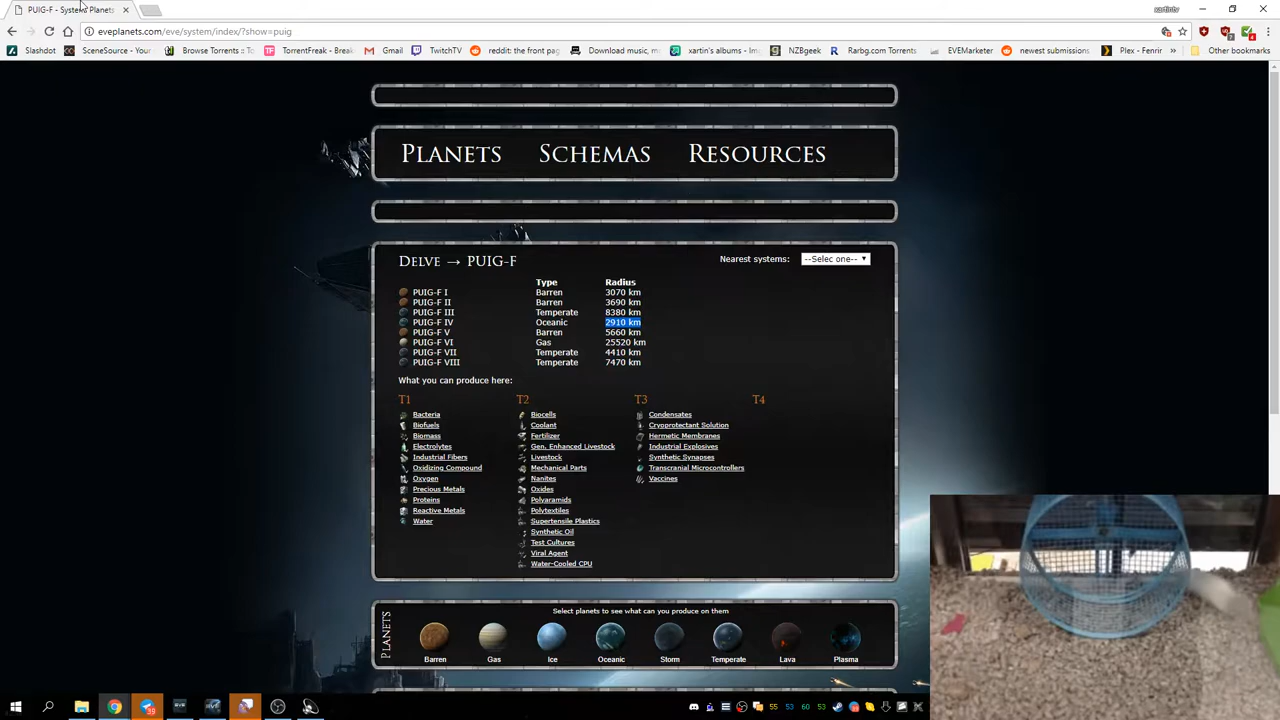 PUIG-F - System Planets
xartintv
eveplanets.com/eve/system/index/?show=puig
Slashdot
SceneSource - Your
Browse Torrents ::
TorrentFreak - Break
Gmail
TwitchTV
reddit: the front pag
Download music, m
xartin's albums - Im
NZBgeek
Rarbg.com Torrents
EVEMarketer
newest submissions
Plex - Fenrir
Other bookmarks
PLANETS SCHEMAS RESOURCES
DELVE → PUIG-F
Nearest systems: --Selec one--
Type Radius
PUIG-F I Barren 3070 km
PUIG-F II Barren 3690 km
PUIG-F III Temperate 8380 km
PUIG-F IV Oceanic 2910 km
PUIG-F V Barren 5660 km
PUIG-F VI Gas 25520 km
PUIG-F VII Temperate 4410 km
PUIG-F VIII Temperate 7470 km
What you can produce here:
T1
Bacteria
Biofuels
Biomass
Electrolytes
Industrial Fibers
Oxidizing Compound
Oxygen
Precious Metals
Proteins
Reactive Metals
Water
T2
Biocells
Coolant
Fertilizer
Gen. Enhanced Livestock
Livestock
Mechanical Parts
Nanites
Oxides
Polyaramids
Polytextiles
Supertensile Plastics
Synthetic Oil
Test Cultures
Viral Agent
Water-Cooled CPU
T3
Condensates
Cryoprotectant Solution
Hermetic Membranes
Industrial Explosives
Synthetic Synapses
Transcranial Microcontrollers
Vaccines
T4
PLANETS
Select planets to see what can you produce on them
Barren Gas Ice Oceanic Storm Temperate Lava Plasma
55 53 60 53